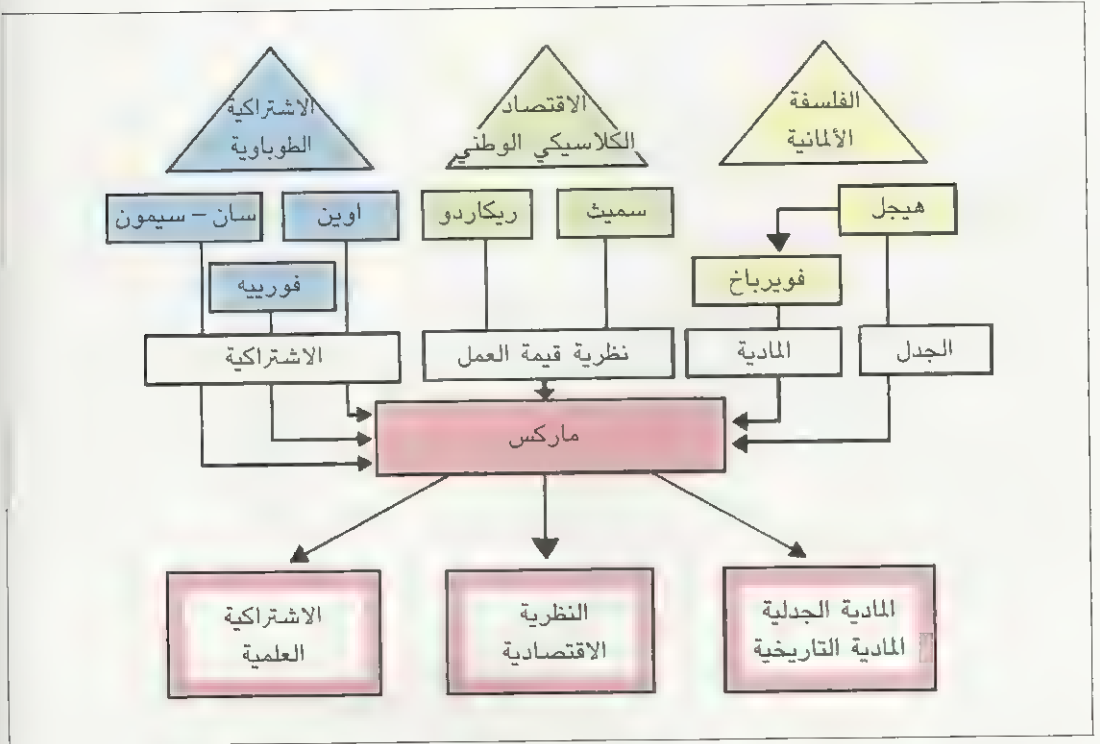 الفلسفة
الألمانية
الاقتصاد
الكلاسيكي الوطني
الاشتراكية
الطوباوية
هيجل
سميث
ريكاردو
اوين
سان - سيمون
فويرباخ
فورييه
الجدل
المادية
نظرية قيمة العمل
الاشتراكية
ماركس
المادية الجدلية
المادية التاريخية
النظرية
الاقتصادية
الاشتراكية
العلمية